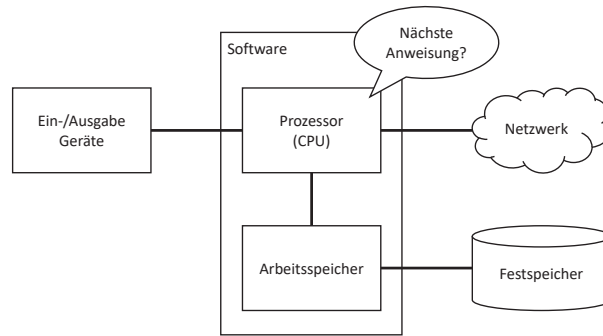 Nächste
Anweisung?
Software
Ein-/Ausgabe
Geräte
Prozessor
(CPU)
Netzwerk
Arbeitsspeicher
Festspeicher